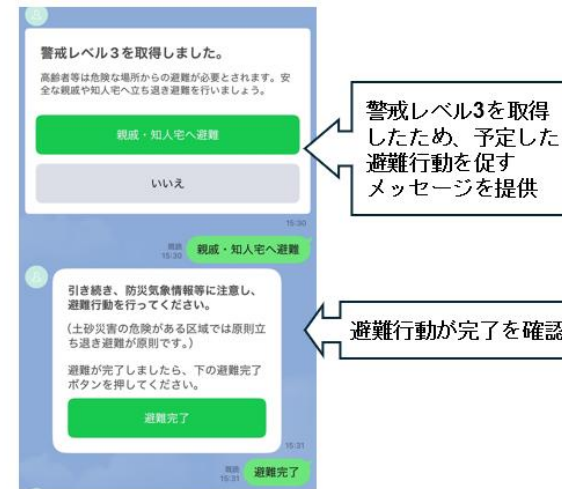 警戒レベル3を取得しました。
高齢者等は危険な場所からの避難が必要とされます。安
全な親戚や知人宅へ立ち退き避難を行いましょう。
親戚・知人宅へ避難
いいえ
15:30
警戒レベル3を取得
したため、予定した
避難行動を促す
メッセージを提供
既読
15:30
親戚・知人宅へ避難
引き続き、防災気象情報等に注意し、
避難行動を行ってください。
(土砂災害の危険がある区域では原則立
ち退き避難が原則です。)
避難が完了しましたら、下の避難完了
ボタンを押してください。
避難完了
15:31
避難行動が完了を確認
既読
15:31
避難完了